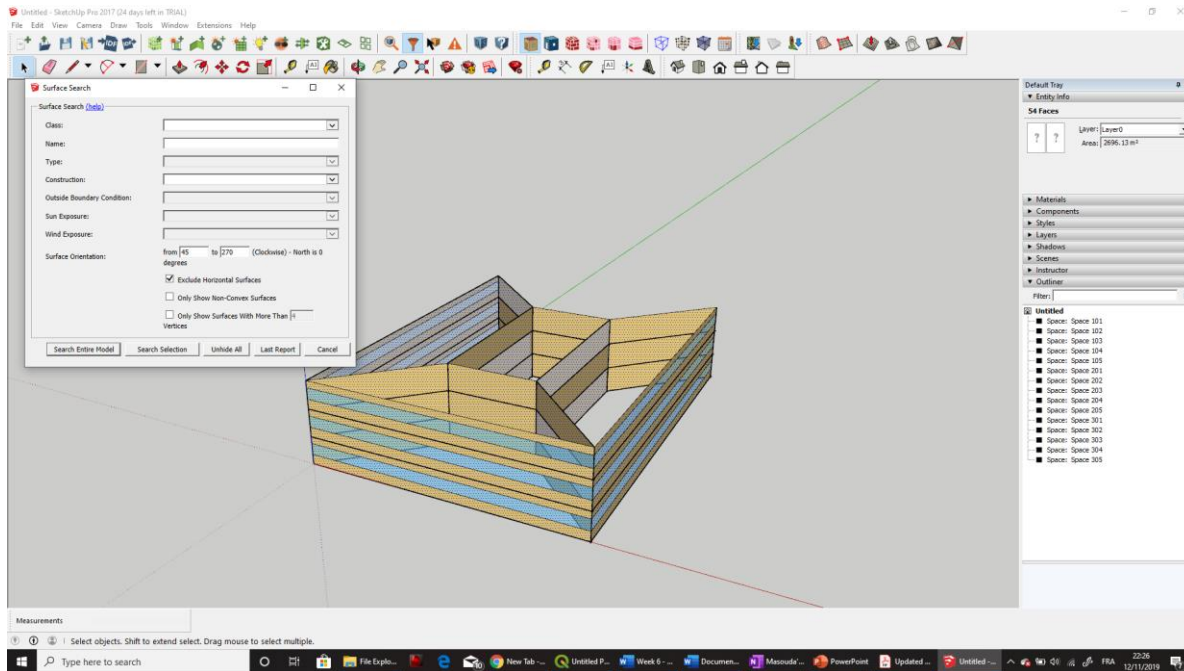 Untitled - SketchUp Pro 2017 (24 days left in TRIAL)
File Edit View Camera Draw Tools Window Extensions Help
Surface Search
Surface Search (help)
Class:
Name:
Type:
Construction:
Outside Boundary Condition:
Sun Exposure:
Wind Exposure:
Surface Orientation: from 45 to 270 (Clockwise) - North is 0
degrees
Exclude Horizontal Surfaces
Only Show Non-Convex Surfaces
Only Show Surfaces With More Than 4
Vertices
Search Entire Model Search Selection Unhide All Last Report Cancel
Default Tray
Entity Info
54 Faces
Layer: Layer0
Area: 2696.13 m²
Materials
Components
Styles
Layers
Shadows
Scenes
Instructor
Outliner
Filter:
Untitled
Space: Space 101
Space: Space 102
Space: Space 103
Space: Space 104
Space: Space 105
Space: Space 201
Space: Space 202
Space: Space 203
Space: Space 204
Space: Space 205
Space: Space 301
Space: Space 302
Space: Space 303
Space: Space 304
Space: Space 305
Measurements
Select objects. Shift to extend select. Drag mouse to select multiple.
Type here to search
File Explo... New Tab -... Untitled P... Week 6 - ... Documen... Masouda'... PowerPoint Updated ... Untitled -... FRA 22:26
12/11/2019